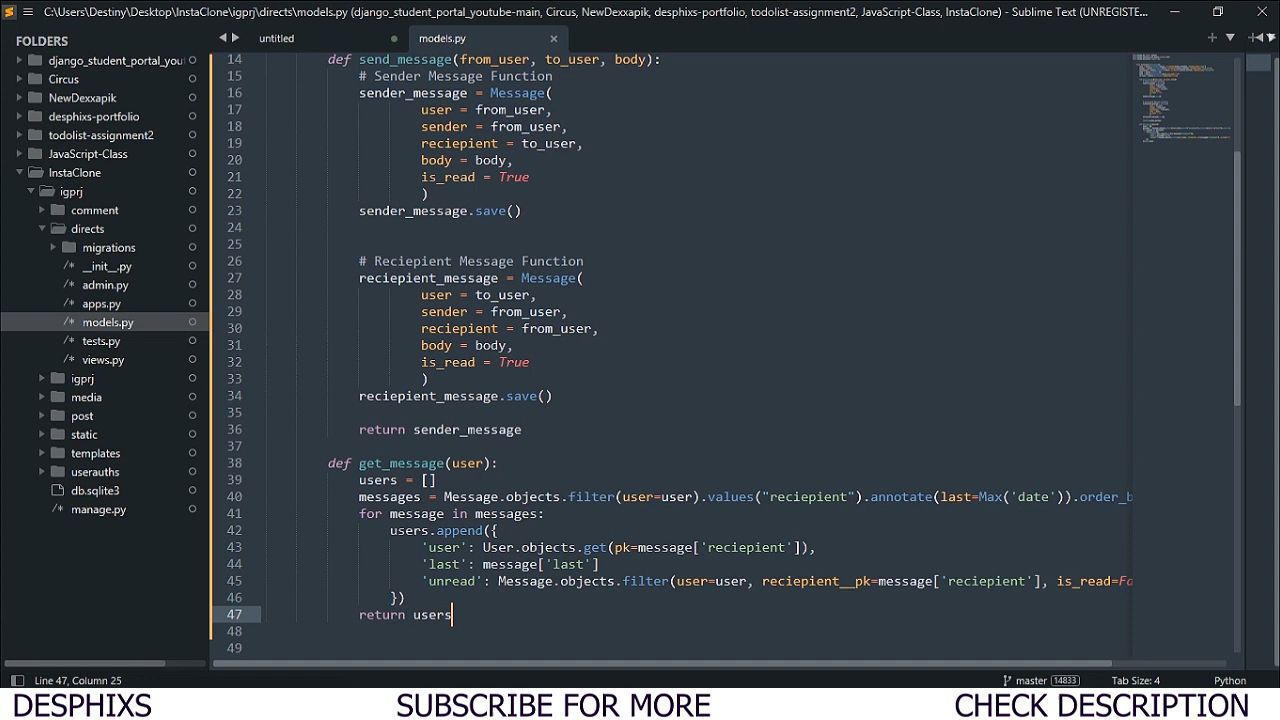 C:\Users\Destiny\Desktop\InstaClone\igprj\directs\models.py (django_student_portal_youtube-main, Circus, NewDexxapik, desphixs-portfolio, todolist-assignment2, JavaScript-Class, InstaClone) - Sublime Text (UNREGISTE...
FOLDERS
django_student_portal_you
Circus
NewDexxapik
desphixs-portfolio
todolist-assignment2
JavaScript-Class
InstaClone
igprj
comment
directs
migrations
/* __init__.py
/* admin.py
/* apps.py
/* models.py
/* tests.py
/* views.py
igprj
media
post
static
templates
userauths
db.sqlite3
/* manage.py
untitled
models.py
14 def send_message(from_user, to_user, body):
15 # Sender Message Function
16 sender_message = Message(
17 user = from_user,
18 sender = from_user,
19 reciepient = to_user,
20 body = body,
21 is_read = True
22 )
23 sender_message.save()
24
25
26 # Reciepient Message Function
27 reciepient_message = Message(
28 user = to_user,
29 sender = from_user,
30 reciepient = from_user,
31 body = body,
32 is_read = True
33 )
34 reciepient_message.save()
35
36 return sender_message
37
38 def get_message(user):
39 users = []
40 messages = Message.objects.filter(user=user).values("reciepient").annotate(last=Max('date')).order_b
41 for message in messages:
42 users.append({
43 'user': User.objects.get(pk=message['reciepient']),
44 'last': message['last']
45 'unread': Message.objects.filter(user=user, reciepient__pk=message['reciepient'], is_read=Fa
46 })
47 return users
48
49
Line 47, Column 25
master 14833
Tab Size: 4
Python
DESPHIXS
SUBSCRIBE FOR MORE
CHECK DESCRIPTION